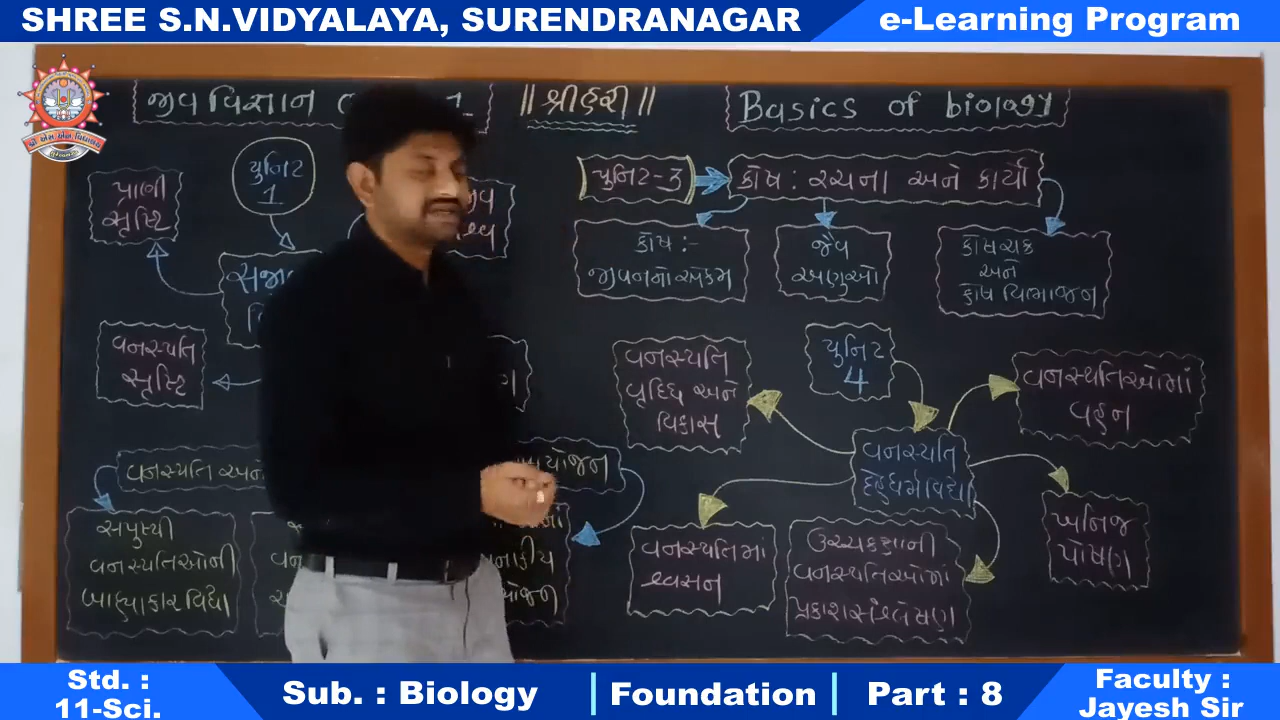 SHREE S.N.VIDYALAYA, SURENDRANAGAR
e-Learning Program
જીવ વિજ્ઞાન
1
॥ શ્રીહરી ॥
Basics of biology
પ્રાણી
સૃષ્ટિ
યુનિટ
1
વનસ્પતિ
સૃષ્ટિ
વનસ્પતિ
સપુષ્પી
વનસ્પતિઓની
બાહ્યાકાર વિદ્યા
યુનિટ-3
કોષ : રચના અને કાર્યો
કોષ :-
જીવનનો એકમ
જૈવ
અણુઓ
કોષચક્ર
અને
કોષ વિભાજન
યુનિટ
4
વનસ્પતિ
વૃદ્ધિ અને
વિકાસ
વનસ્પતિઓમાં
વહન
વનસ્પતિ
દેહધર્મવિદ્યા
ખનિજ
પોષણ
વનસ્પતિમાં
શ્વસન
ઉચ્ચકક્ષાની
વનસ્પતિઓમાં
પ્રકાશસંશ્લેષણ
Std. :
11-Sci.
Sub. : Biology
Foundation
Part : 8
Faculty :
Jayesh Sir